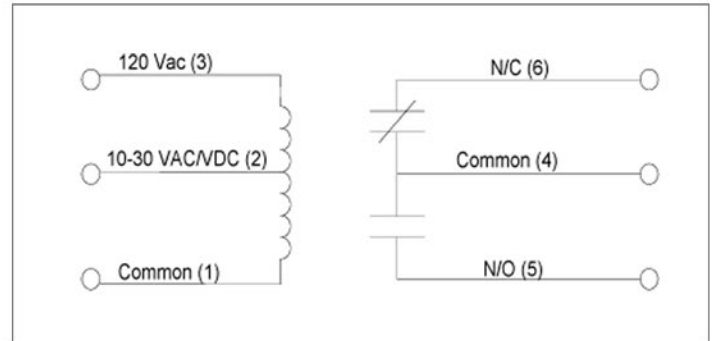 120 Vac (3)
N/C (6)
10-30 VAC/VDC (2)
Common (4)
Common (1)
N/O (5)